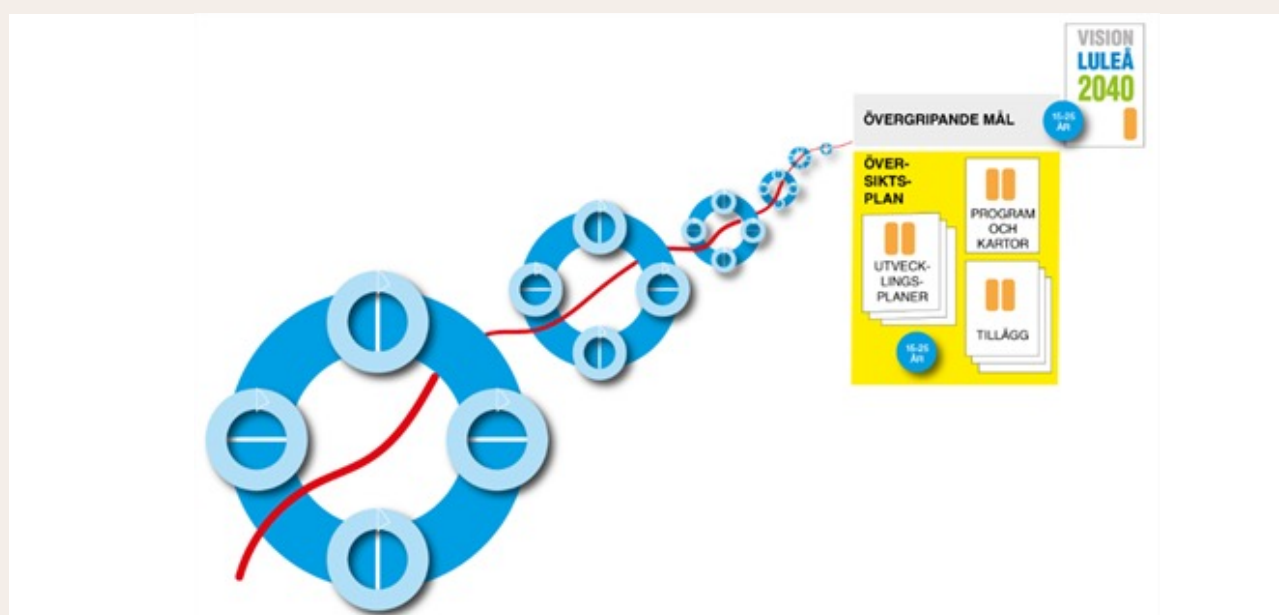 VISION
LULEÅ
2040
ÖVERGRIPANDE MÅL
15-25
ÅR
ÖVER-
SIKTS-
PLAN
PROGRAM
OCH
KARTOR
UTVECK-
LINGS-
PLANER
TILLÄGG
15-25
ÅR